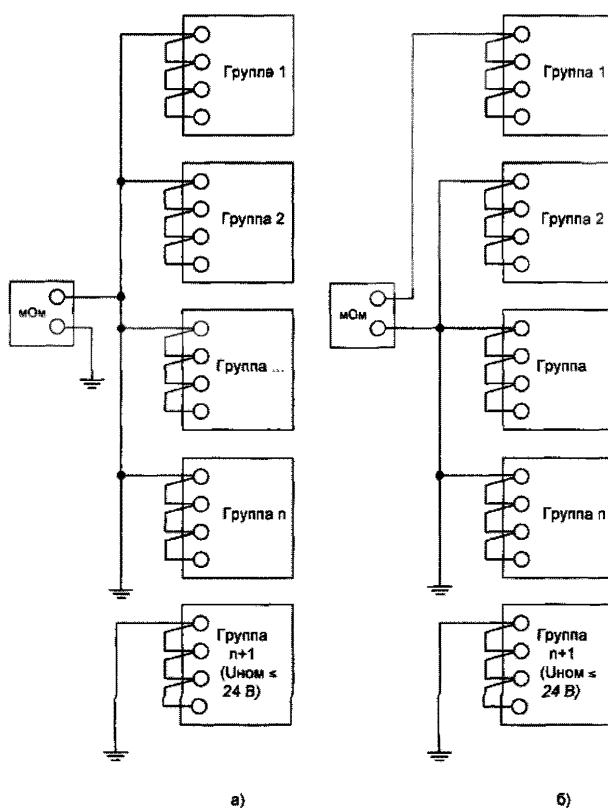 Группа 1
Группа 2
мОм
Группа ...
Группа n
Группа
n+1
(Uном ≤
24 В)
а)
Группа 1
Группа 2
мОм
Группа
Группа n
Группа
n+1
(Uном ≤
24 В)
б)